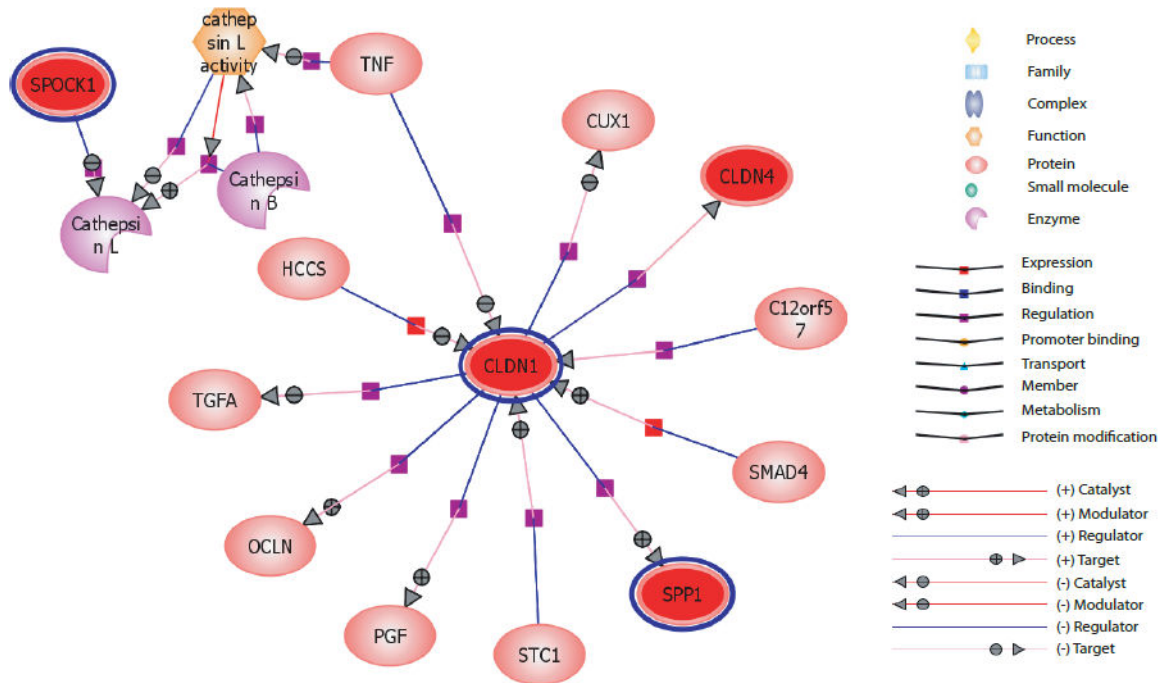 cathep
sin L
activity
SPOCK1
TNF
CUX1
CLDN4
Cathepsi
n B
Cathepsi
n L
HCCS
C12orf5
7
CLDN1
TGFA
SMAD4
OCLN
SPP1
PGF
STC1
Process
Family
Complex
Function
Protein
Small molecule
Enzyme
Expression
Binding
Regulation
Promoter binding
Transport
Member
Metabolism
Protein modification
(+) Catalyst
(+) Modulator
(+) Regulator
(+) Target
(-) Catalyst
(-) Modulator
(-) Regulator
(-) Target